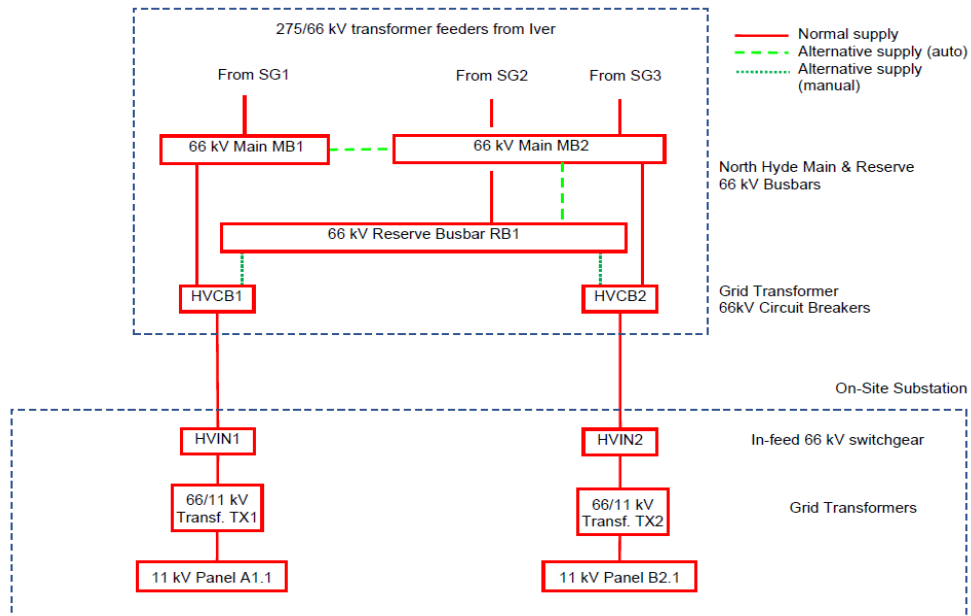 275/66 kV transformer feeders from Iver
Normal supply
Alternative supply (auto)
Alternative supply
(manual)
From SG1
From SG2
From SG3
66 kV Main MB1
66 kV Main MB2
North Hyde Main & Reserve
66 kV Busbars
66 kV Reserve Busbar RB1
HVCB1
HVCB2
Grid Transformer
66kV Circuit Breakers
On-Site Substation
HVIN1
HVIN2
In-feed 66 kV switchgear
66/11 kV
Transf. TX1
66/11 kV
Transf. TX2
Grid Transformers
11 kV Panel A1.1
11 kV Panel B2.1